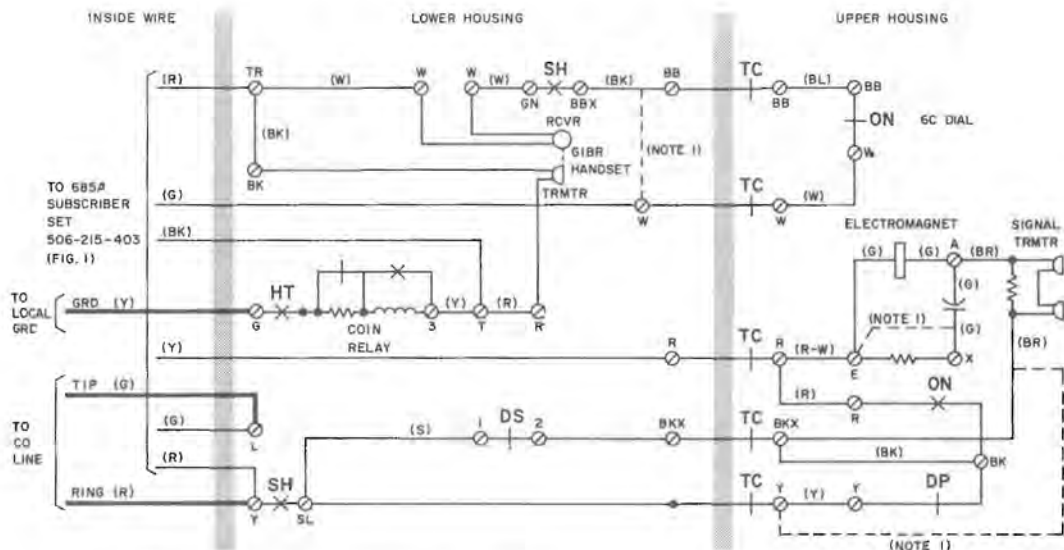 INSIDE WIRE
LOWER HOUSING
UPPER HOUSING
(R)
TR
(W)
W
W
(W)
SH
(BK)
BB
TC
(BL)
BB
GN
BBX
BB
ON
6C DIAL
RCVR
(BK)
G1BR
HANDSET
(NOTE 1)
W
BK
TRMTR
TO 685A
SUBSCRIBER
SET
506-215-403
(FIG. 1)
(G)
TC
(W)
W
W
(BK)
ELECTROMAGNET
SIGNAL
TRMTR
(G)
(G)
A
(BR)
(G)
TO
LOCAL
GRD
GRD (Y)
HT
G
COIN
RELAY
3
(Y)
T
(R)
R
(NOTE 1)
(G)
(Y)
R
TC
R
(R-W)
E
X
(BR)
TIP (G)
(R)
R
ON
TO
CO
LINE
(G)
L
(S)
1
DS
2
BKX
TC
BKX
(BK)
BK
(R)
RING (R)
SH
Y
SL
TC
Y
(Y)
Y
DP
(NOTE 1)